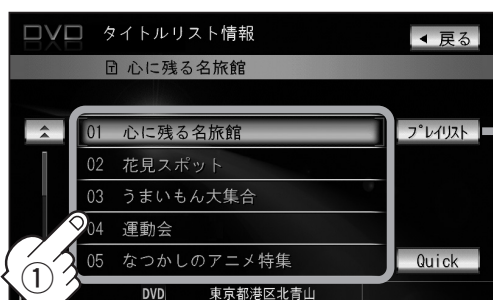 DVD タイトルリスト情報 ◀ 戻る
T 心に残る名旅館
01 心に残る名旅館 プレイリスト
02 花見スポット
03 うまいもん大集合
04 運動会
05 なつかしのアニメ特集 Quick
1
DVD 東京都港区北青山